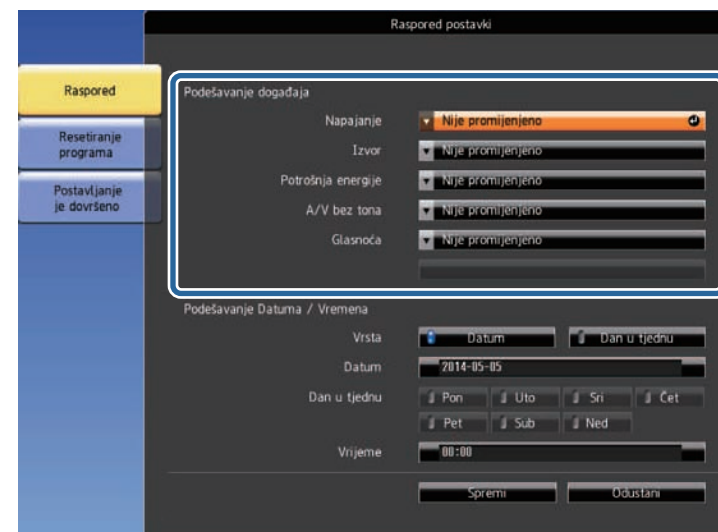 Raspored postavki
Raspored
Resetiranje
programa
Postavljanje
je dovršeno
Podešavanje događaja
Napajanje Nije promijenjeno
Izvor Nije promijenjeno
Potrošnja energije Nije promijenjeno
A/V bez tona Nije promijenjeno
Glasnoća Nije promijenjeno
Podešavanje Datuma / Vremena
Vrsta Datum Dan u tjednu
Datum 2014-05-05
Dan u tjednu Pon Uto Sri Čet
Pet Sub Ned
Vrijeme 00:00
Spremi Odustani